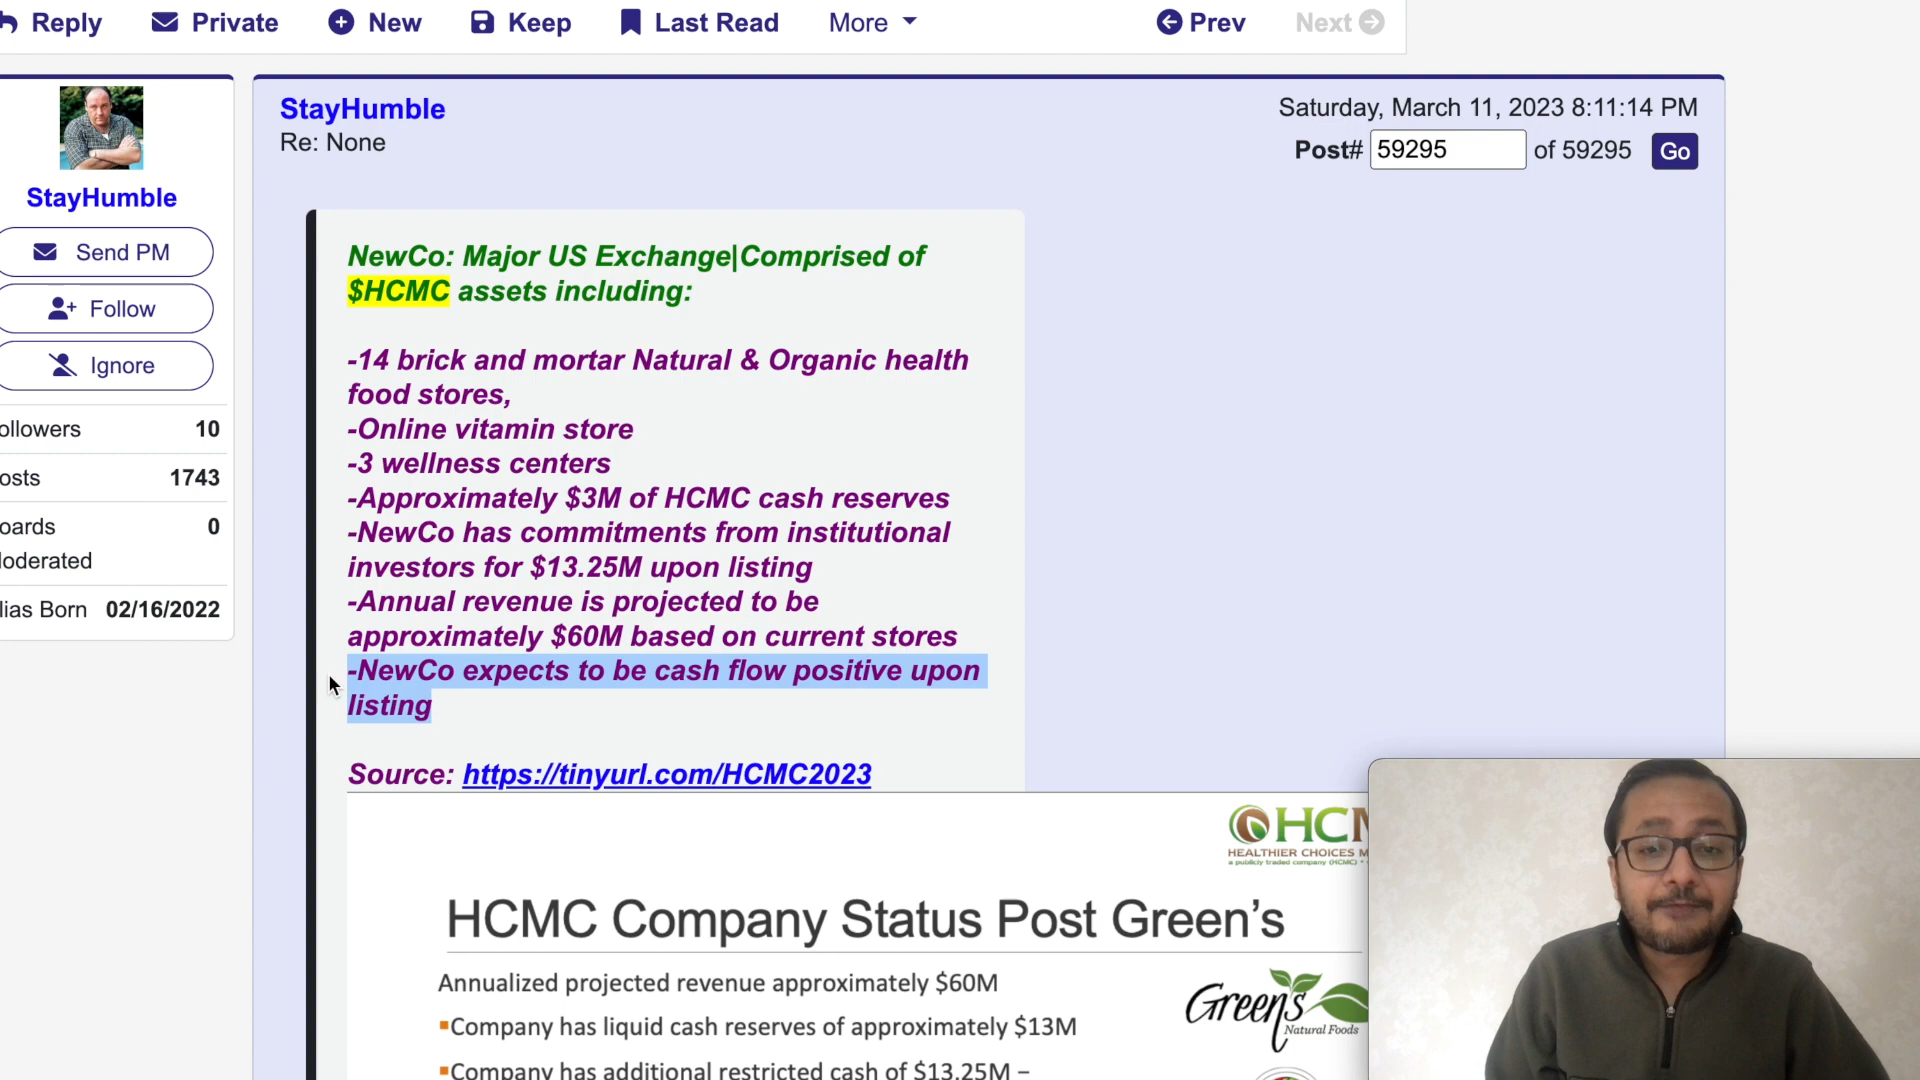 Reply Private New Keep Last Read More Prev Next
StayHumble
Send PM
Follow
Ignore
ollowers 10
osts 1743
oards 0
oderated
lias Born 02/16/2022
StayHumble
Re: None
Saturday, March 11, 2023 8:11:14 PM
Post# 59295 of 59295 Go
NewCo: Major US Exchange|Comprised of
$HCMC assets including:
-14 brick and mortar Natural & Organic health
food stores,
-Online vitamin store
-3 wellness centers
-Approximately $3M of HCMC cash reserves
-NewCo has commitments from institutional
investors for $13.25M upon listing
-Annual revenue is projected to be
approximately $60M based on current stores
-NewCo expects to be cash flow positive upon
listing
Source: https://tinyurl.com/HCMC2023
HCM
HEALTHIER CHOICES M
a publicly traded company (HCMC) •
HCMC Company Status Post Green's
Annualized projected revenue approximately $60M
▪Company has liquid cash reserves of approximately $13M
▪Company has additional restricted cash of $13.25M –
Green's
Natural Foods